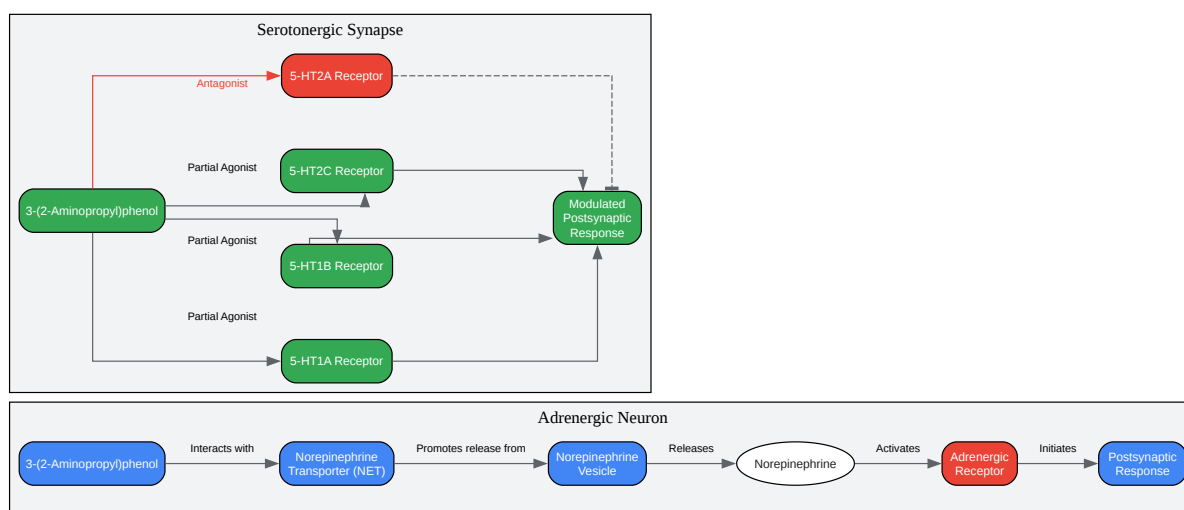 Serotonergic Synapse
5-HT2A Receptor
Antagonist
Partial Agonist
5-HT2C Receptor
3-(2-Aminopropyl)phenol
Modulated
Postsynaptic
Response
Partial Agonist
5-HT1B Receptor
Partial Agonist
5-HT1A Receptor
Adrenergic Neuron
3-(2-Aminopropyl)phenol
Interacts with
Norepinephrine
Transporter (NET)
Promotes release from
Norepinephrine
Vesicle
Releases
Norepinephrine
Activates
Adrenergic
Receptor
Initiates
Postsynaptic
Response